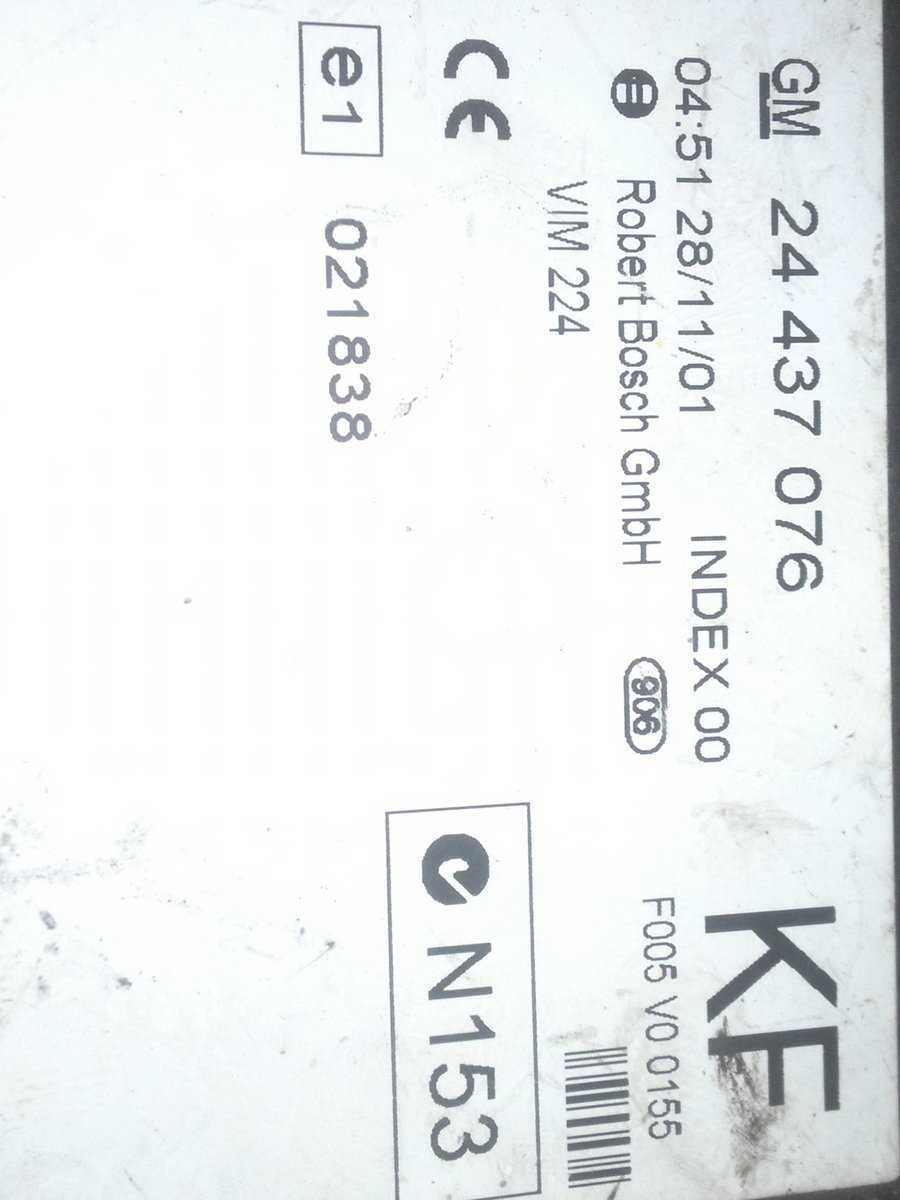 GM 24 437 076
KF
04:51 28/11/01 INDEX 00
Robert Bosch GmbH 906
F005 V0 0155
VIM 224
CE
N153
e1 021838